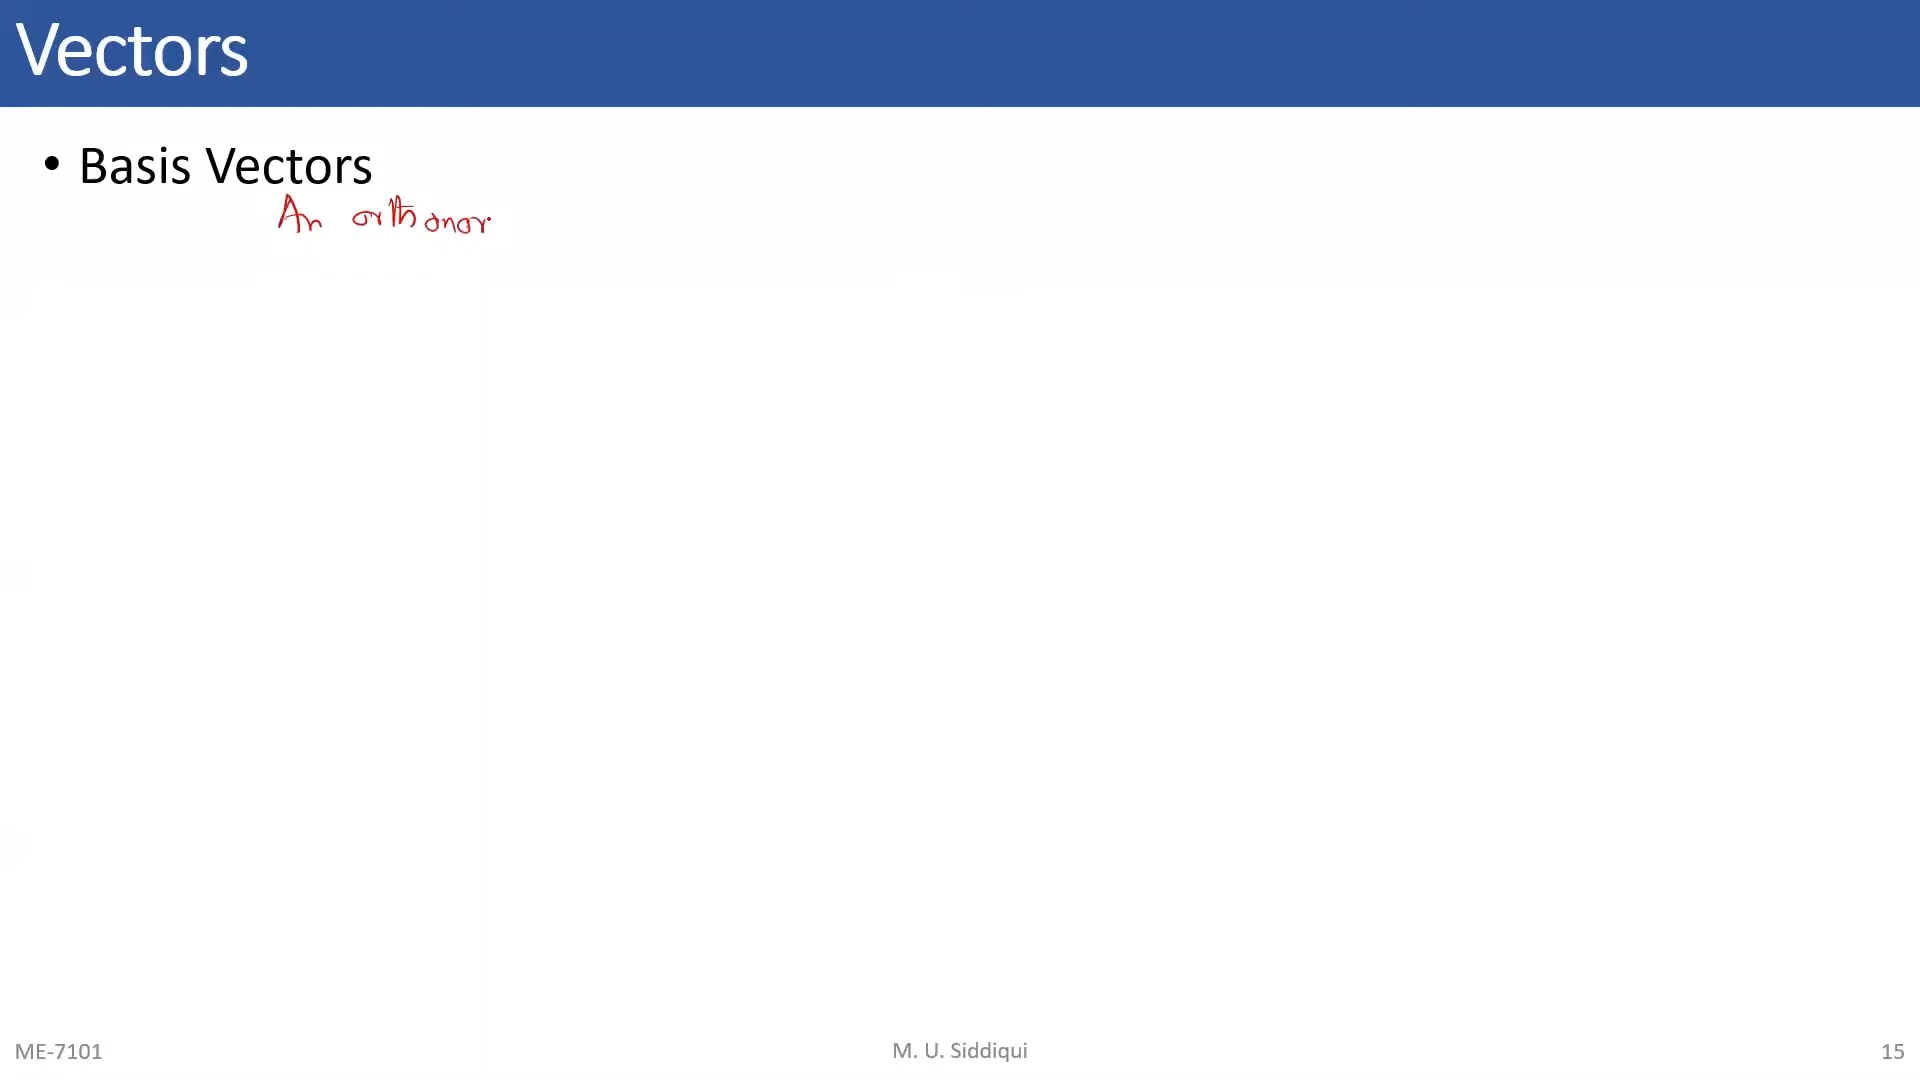 Vectors
• Basis Vectors
An orthonor
ME-7101
M. U. Siddiqui
15